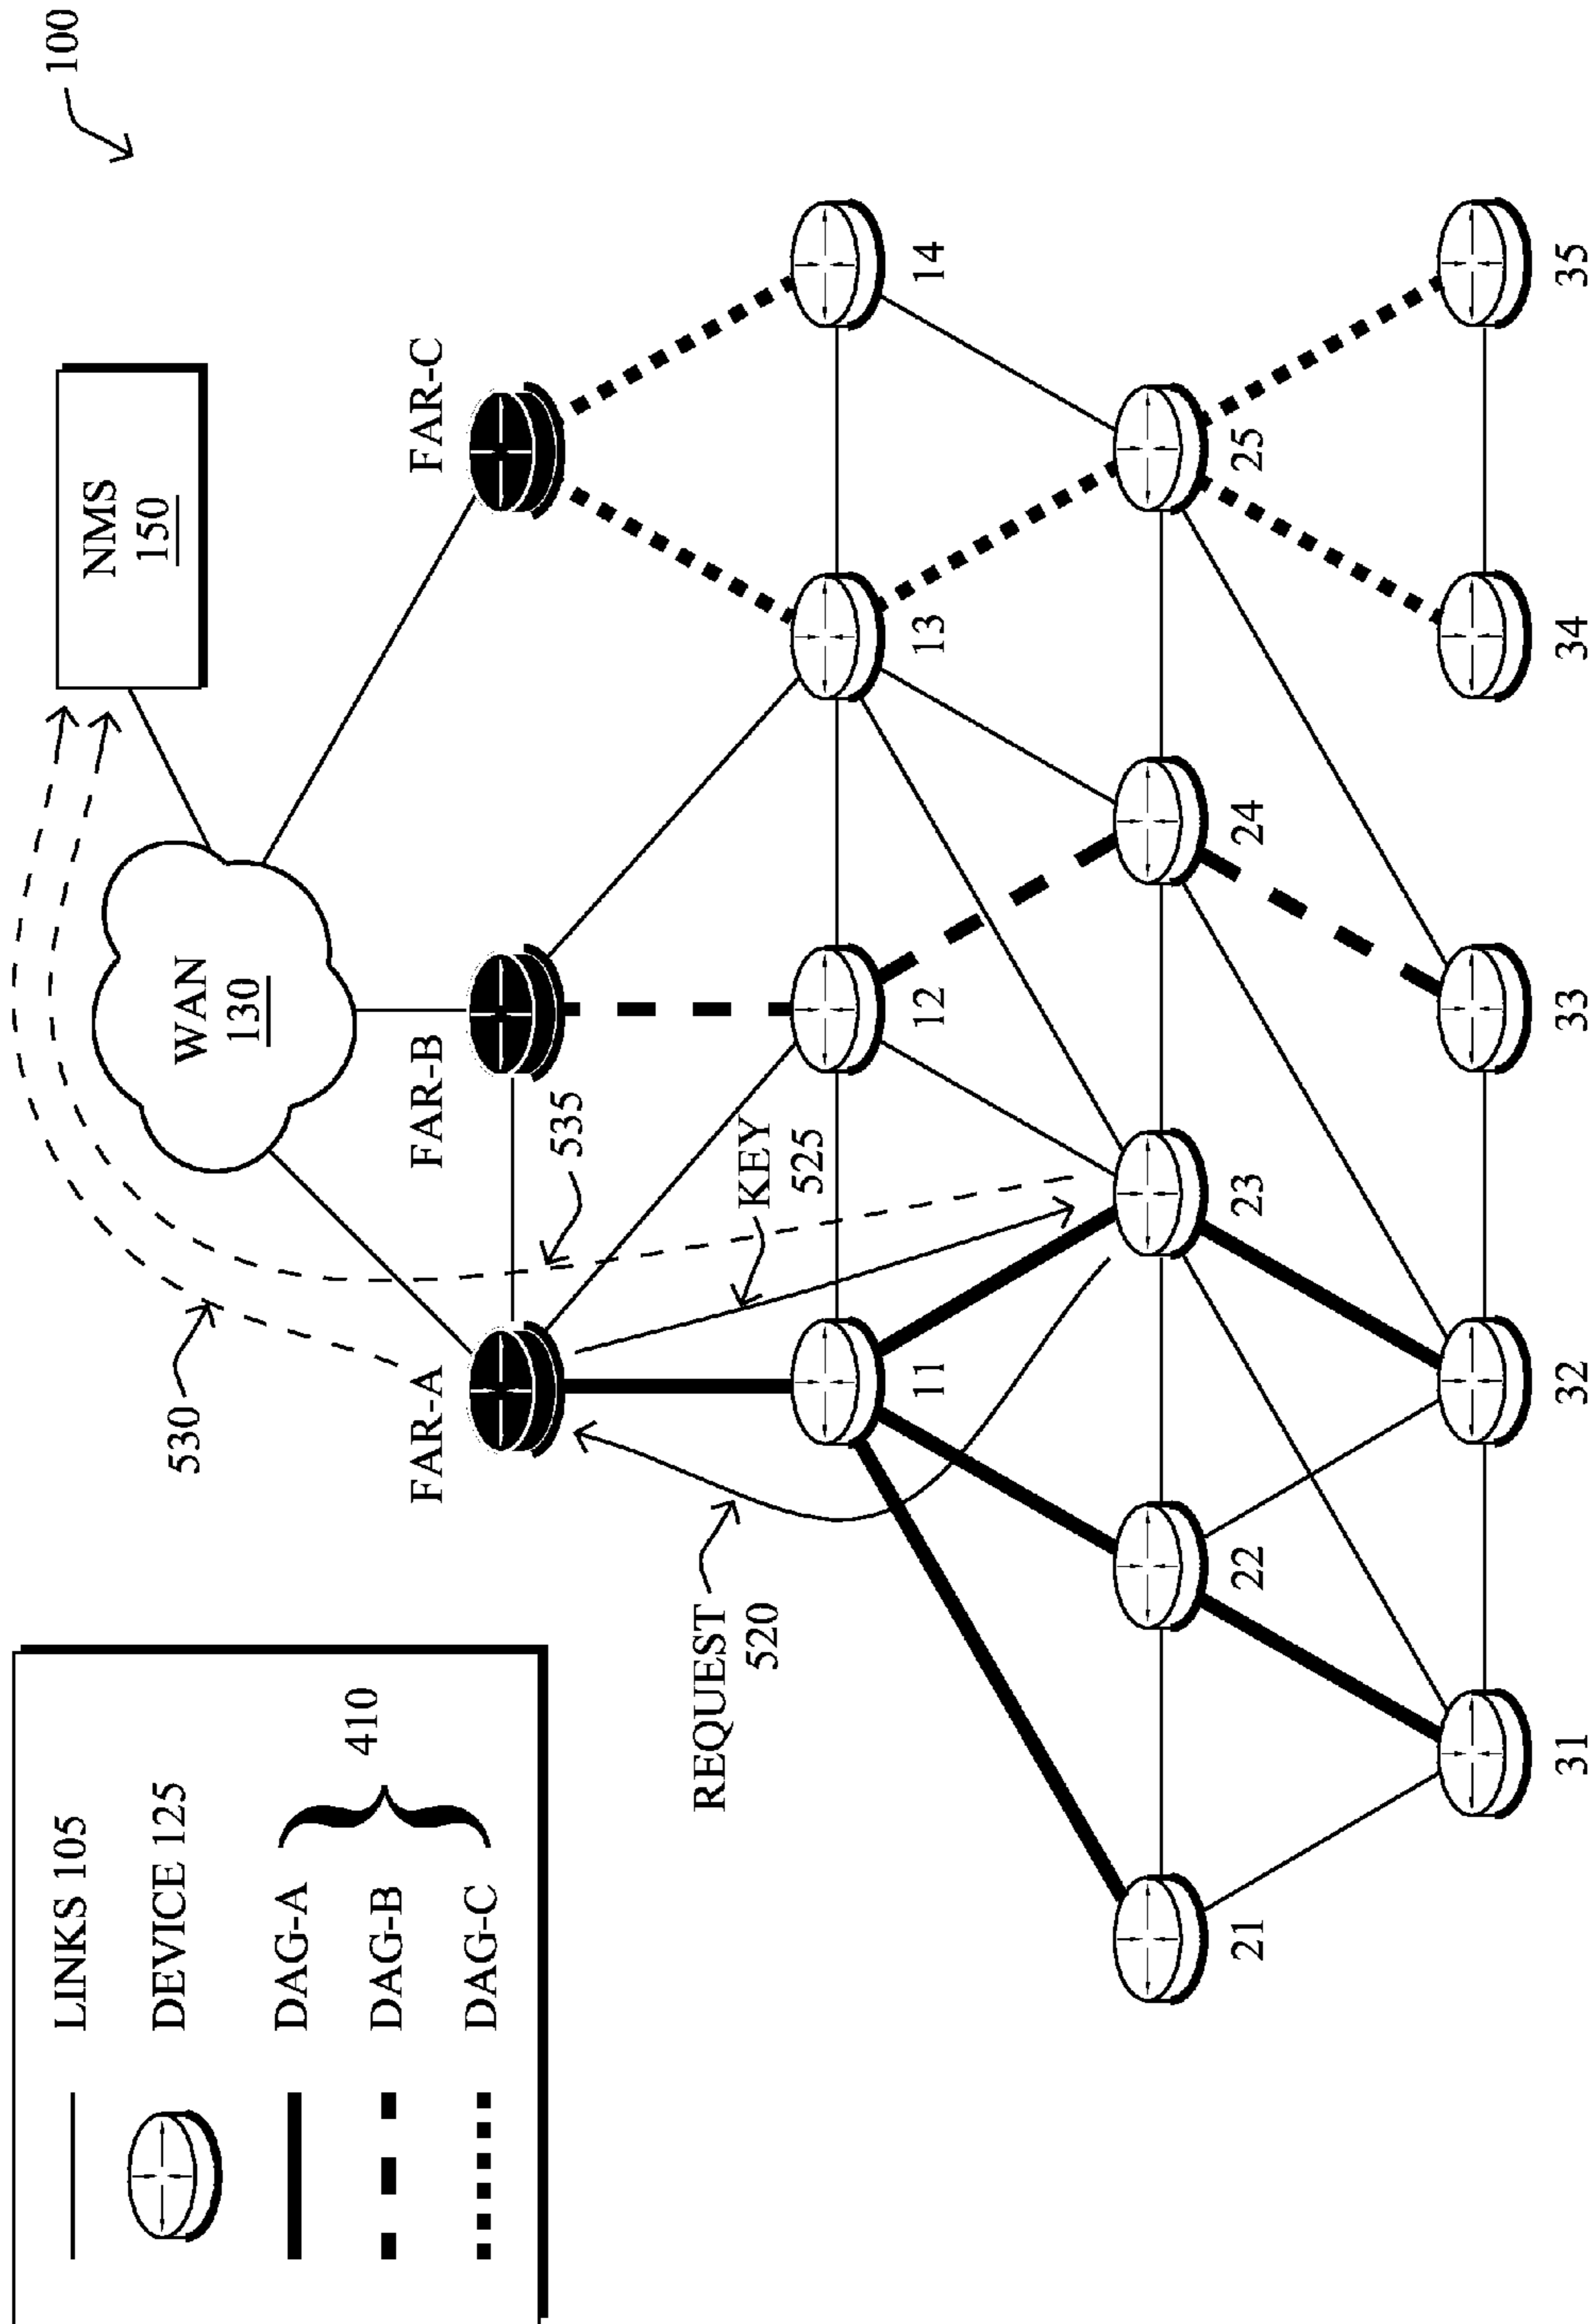 100
LINKS 105
DEVICE 125
DAG-A
DAG-B
DAG-C
410
NMS
150
WAN
130
530
FAR-A
FAR-B
FAR-C
535
REQUEST
520
KEY
525
11
12
13
14
21
22
23
24
25
31
32
33
34
35